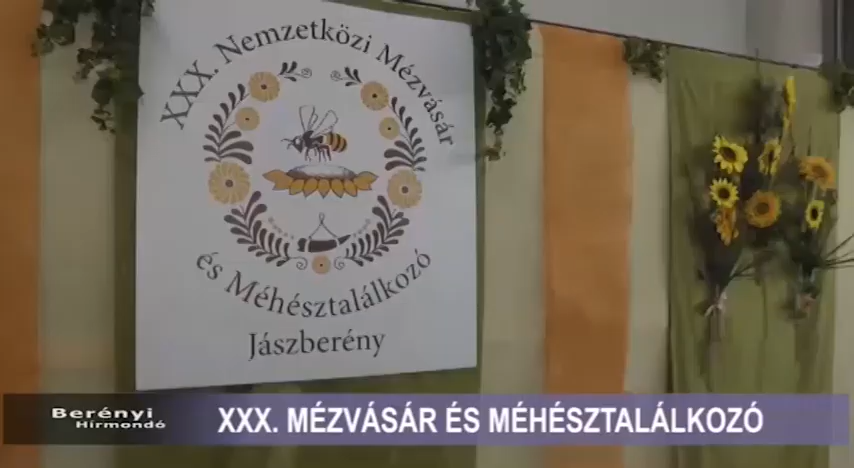 XXX. Nemzetközi Mézvásár
és Méhésztalálkozó
Jászberény
Berényi
Hírmondó
XXX. MÉZVÁSÁR ÉS MÉHÉSZTALÁLKOZÓ